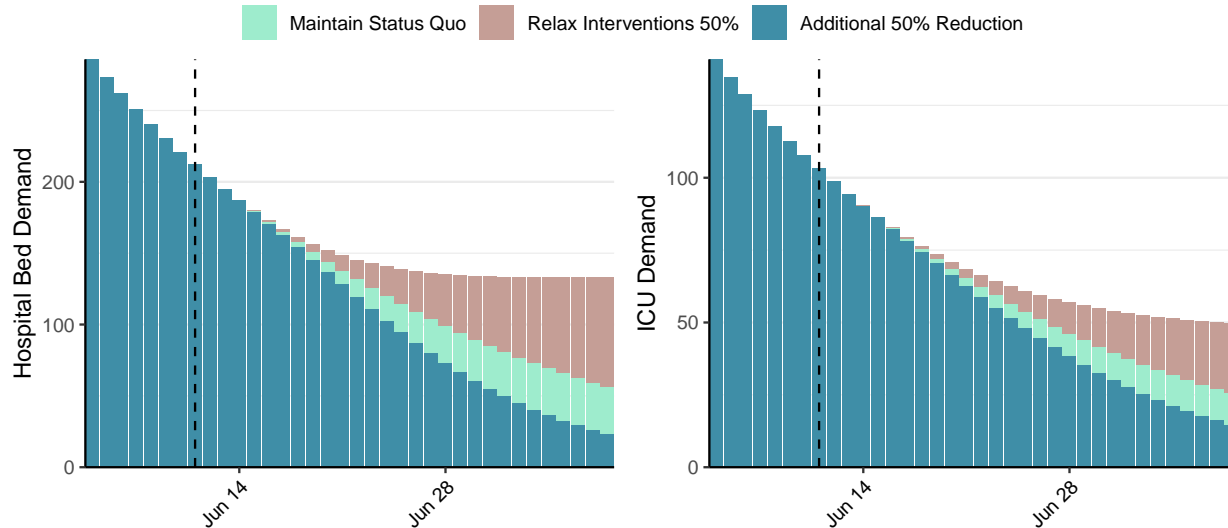 Maintain Status Quo
Relax Interventions 50%
Additional 50% Reduction
Hospital Bed Demand
200
100
0
Jun 14
Jun 28
ICU Demand
100
50
0
Jun 14
Jun 28